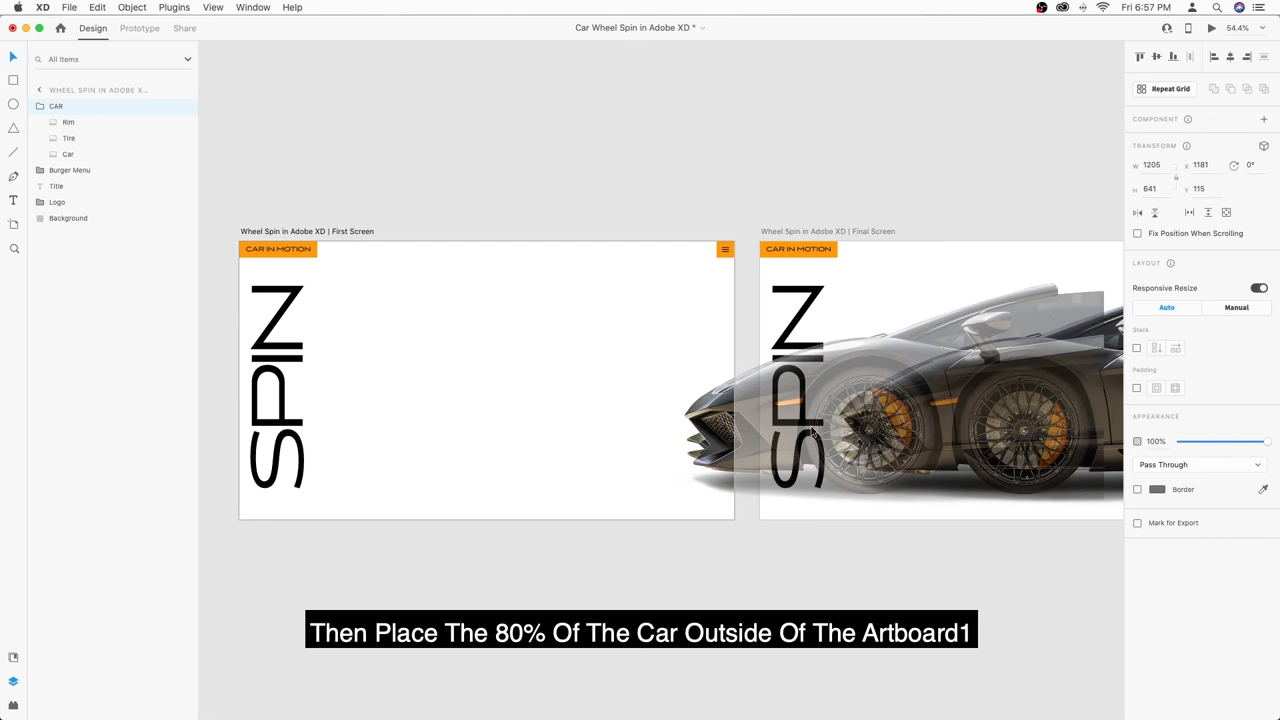 XD File Edit Object Plugins View Window Help
Fri 6:57 PM
Design Prototype Share
Car Wheel Spin in Adobe XD *
54.4%
All Items
WHEEL SPIN IN ADOBE X...
CAR
Rim
Tire
Car
Burger Menu
Title
Logo
Background
Wheel Spin in Adobe XD | First Screen
CAR IN MOTION
SPIN
Wheel Spin in Adobe XD | Final Screen
CAR IN MOTION
SPIN
Repeat Grid
COMPONENT
TRANSFORM
W 1205 X 1181 0°
H 641 Y 115
Fix Position When Scrolling
LAYOUT
Responsive Resize
Auto Manual
Stack
Padding
APPEARANCE
100%
Pass Through
Border
Mark for Export
Then Place The 80% Of The Car Outside Of The Artboard1